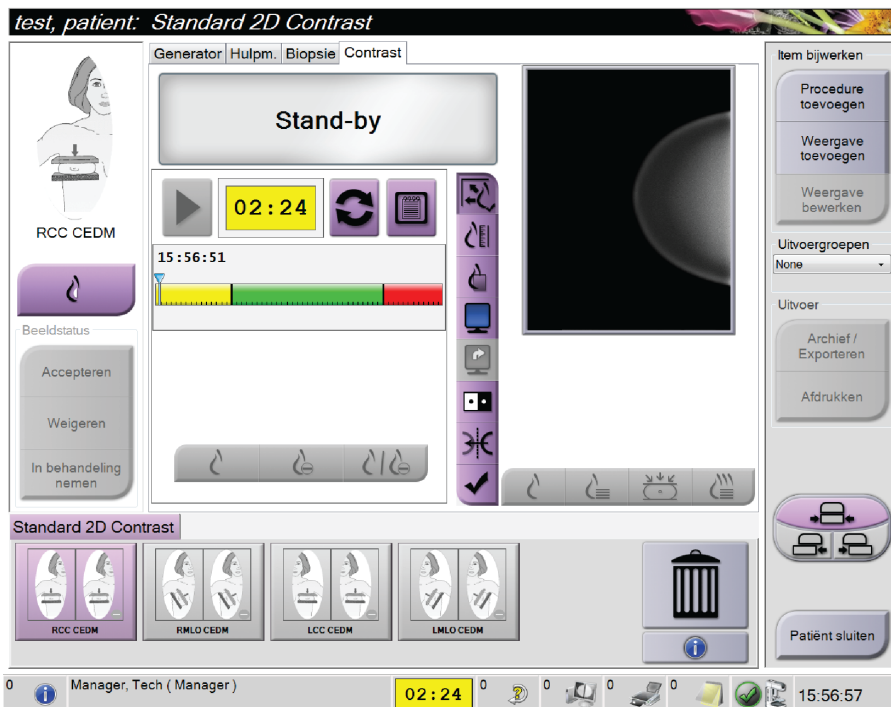 test, patient: Standard 2D Contrast
Generator Hulpm. Biopsie Contrast
Stand-by
02:24
15:56:51
RCC CEDM
Beeldstatus
Accepteren
Weigeren
In behandeling
nemen
Item bijwerken
Procedure
toevoegen
Weergave
toevoegen
Weergave
bewerken
Uitvoergroepen
None
Uitvoer
Archief /
Exporteren
Afdrukken
Standard 2D Contrast
RCC CEDM RMLO CEDM LCC CEDM LMLO CEDM
Patiënt sluiten
0 Manager, Tech ( Manager ) 02:24 0 0 0 0 15:56:57